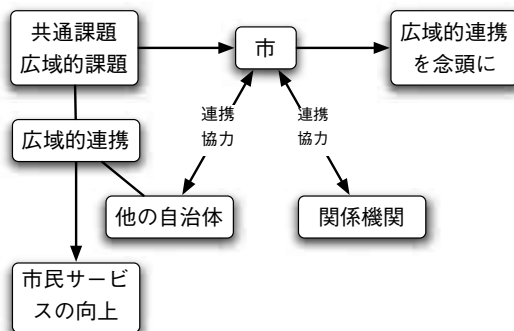 共通課題
広域的課題
市
広域的連携
を念頭に
連携
協力
連携
協力
広域的連携
他の自治体
関係機関
市民サービ
スの向上